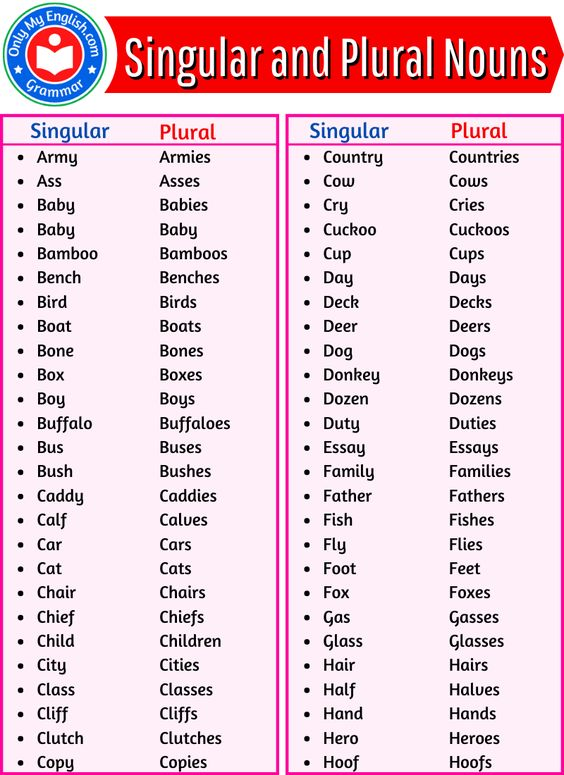 Only My English.com
Grammar
Singular and Plural Nouns
Singular Plural
• Army Armies
• Ass Asses
• Baby Babies
• Baby Baby
• Bamboo Bamboos
• Bench Benches
• Bird Birds
• Boat Boats
• Bone Bones
• Box Boxes
• Boy Boys
• Buffalo Buffaloes
• Bus Buses
• Bush Bushes
• Caddy Caddies
• Calf Calves
• Car Cars
• Cat Cats
• Chair Chairs
• Chief Chiefs
• Child Children
• City Cities
• Class Classes
• Cliff Cliffs
• Clutch Clutches
• Copy Copies
Singular Plural
• Country Countries
• Cow Cows
• Cry Cries
• Cuckoo Cuckoos
• Cup Cups
• Day Days
• Deck Decks
• Deer Deers
• Dog Dogs
• Donkey Donkeys
• Dozen Dozens
• Duty Duties
• Essay Essays
• Family Families
• Father Fathers
• Fish Fishes
• Fly Flies
• Foot Feet
• Fox Foxes
• Gas Gasses
• Glass Glasses
• Hair Hairs
• Half Halves
• Hand Hands
• Hero Heroes
• Hoof Hoofs